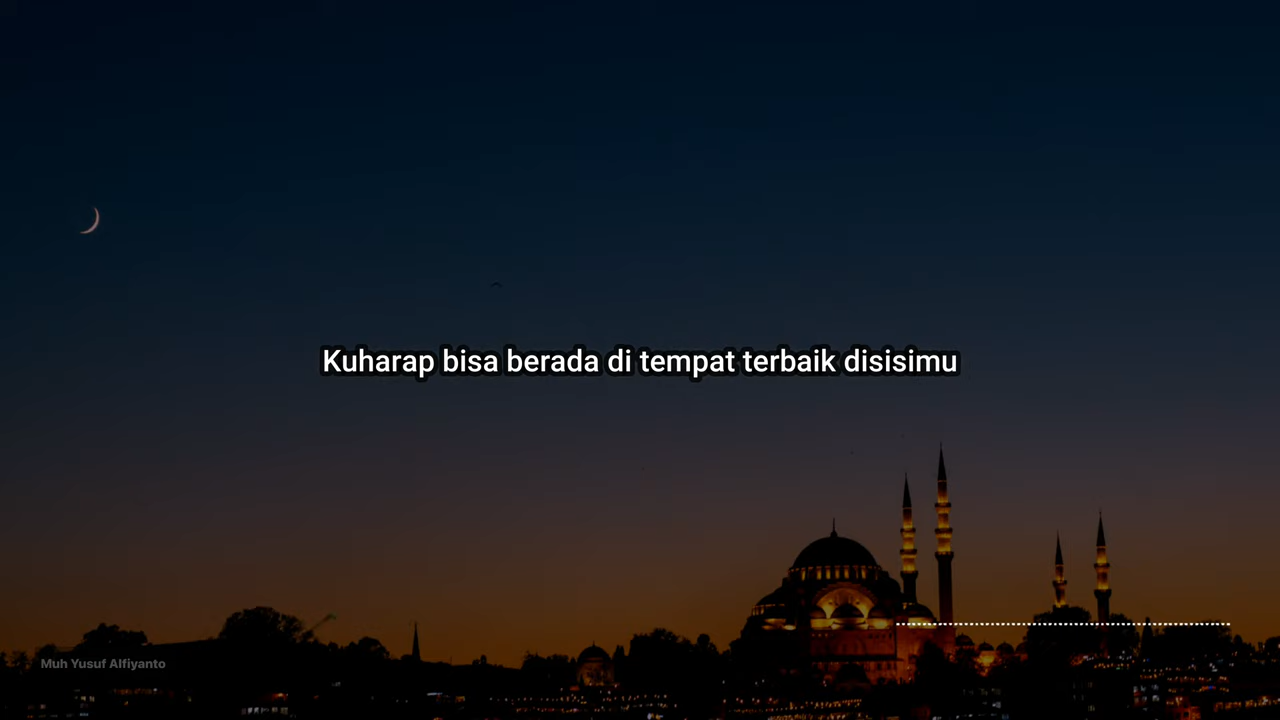 Kuharap bisa berada di tempat terbaik disisimu
Muh Yusuf Alfiyanto